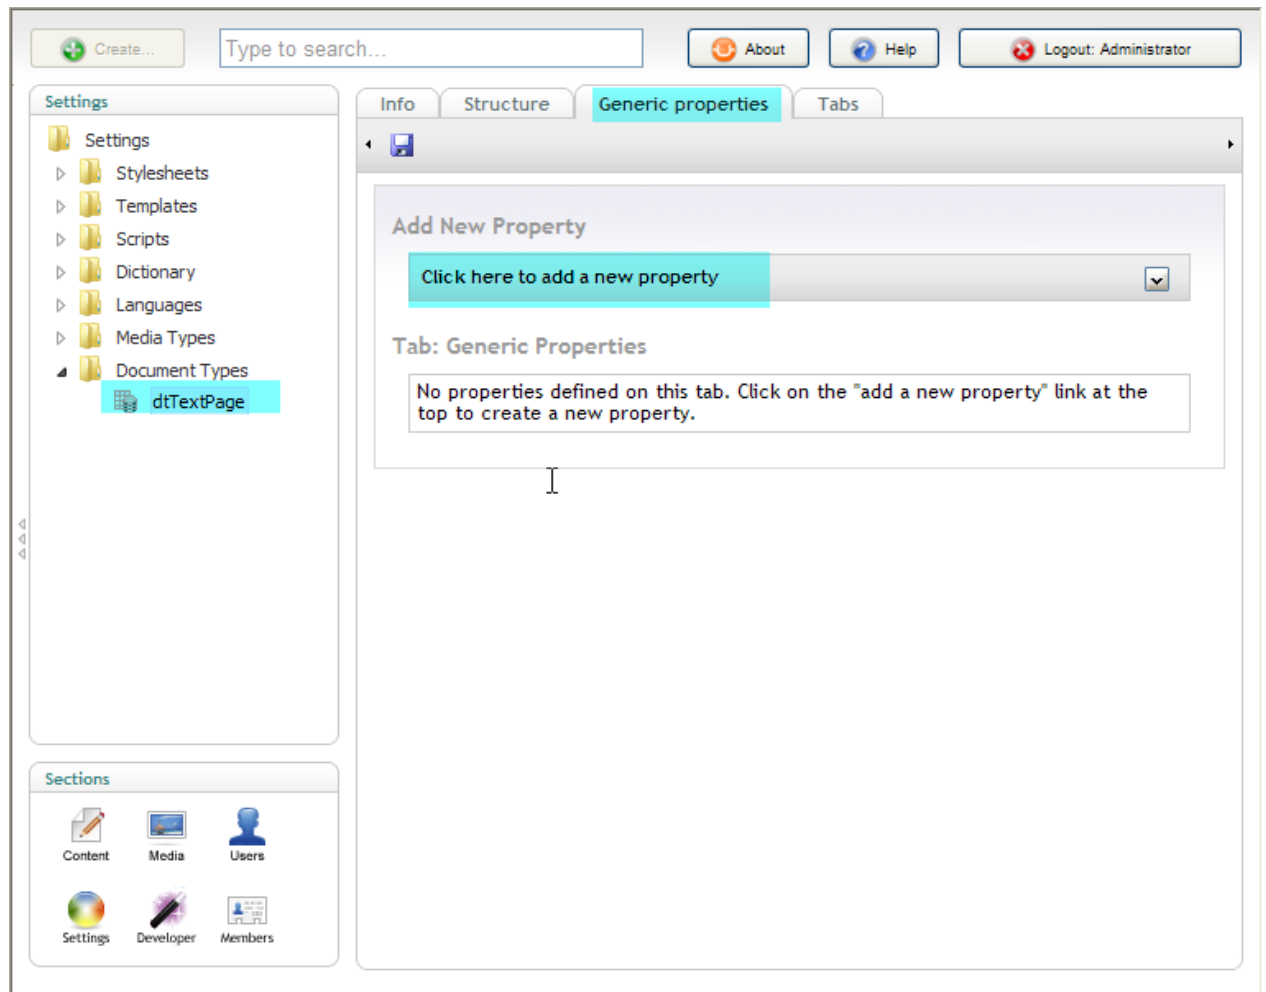 Create...
Type to search...
About
Help
Logout: Administrator
Settings
Settings
Stylesheets
Templates
Scripts
Dictionary
Languages
Media Types
Document Types
dtTextPage
Info
Structure
Generic properties
Tabs
Add New Property
Click here to add a new property
Tab: Generic Properties
No properties defined on this tab. Click on the "add a new property" link at the
top to create a new property.
Sections
Content
Media
Users
Settings
Developer
Members